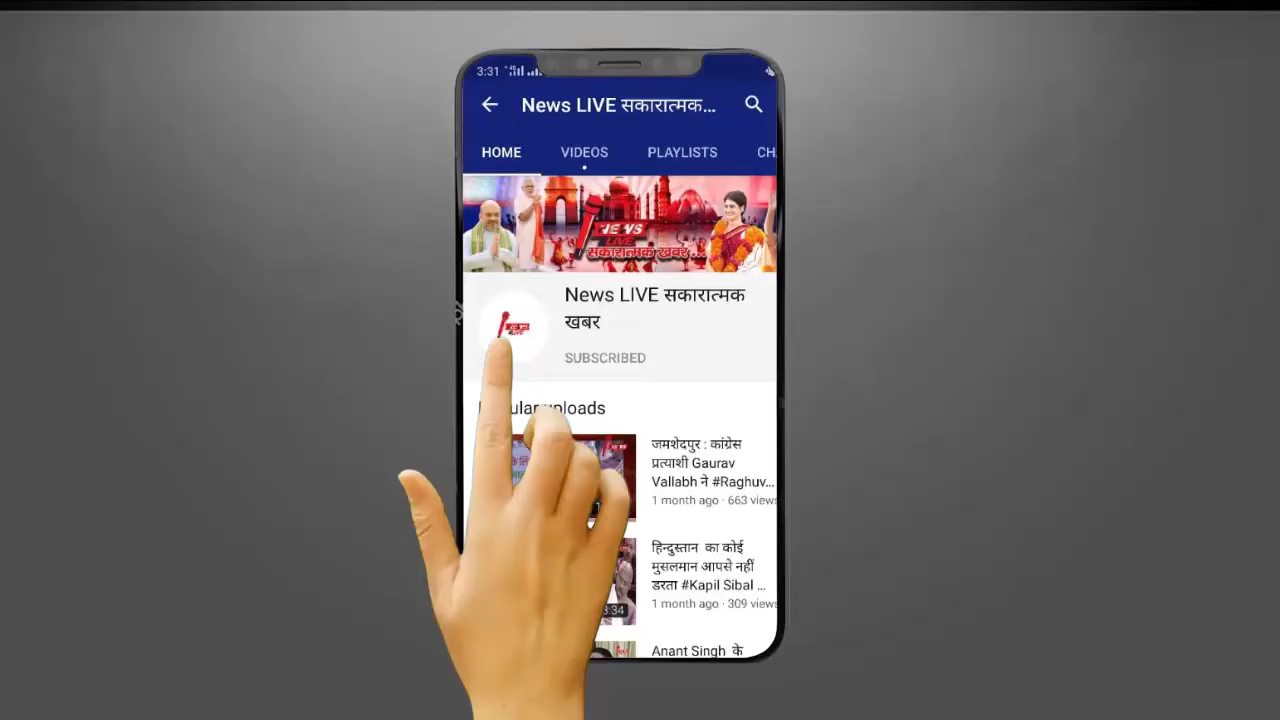 3:31
News LIVE सकारात्मक...
HOME VIDEOS PLAYLISTS CH
NEWS
LIVE
सकारात्मक खबर ...
News LIVE सकारात्मक
खबर
NEWS
LIVE
SUBSCRIBED
uploads
जमशेदपुर : कांग्रेस
प्रत्याशी Gaurav
Vallabh ने #Raghuv...
1 month ago · 663 views
हिन्दुस्तान का कोई
मुसलमान आपसे नहीं
डरता #Kapil Sibal ...
1 month ago · 309 views
3:34
Anant Singh के